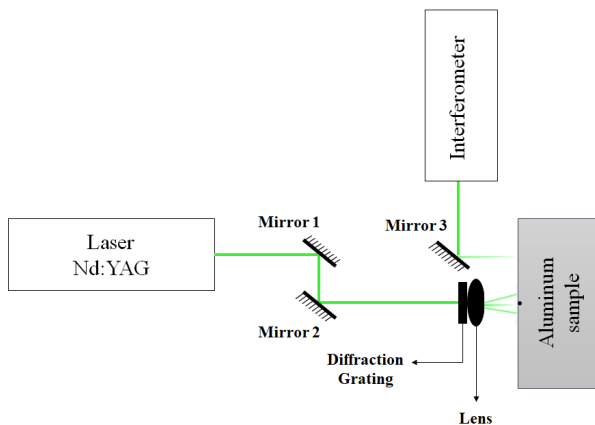 Interferometer
Mirror 1
Mirror 3
Laser
Nd:YAG
Aluminum
sample
Mirror 2
Diffraction
Grating
Lens